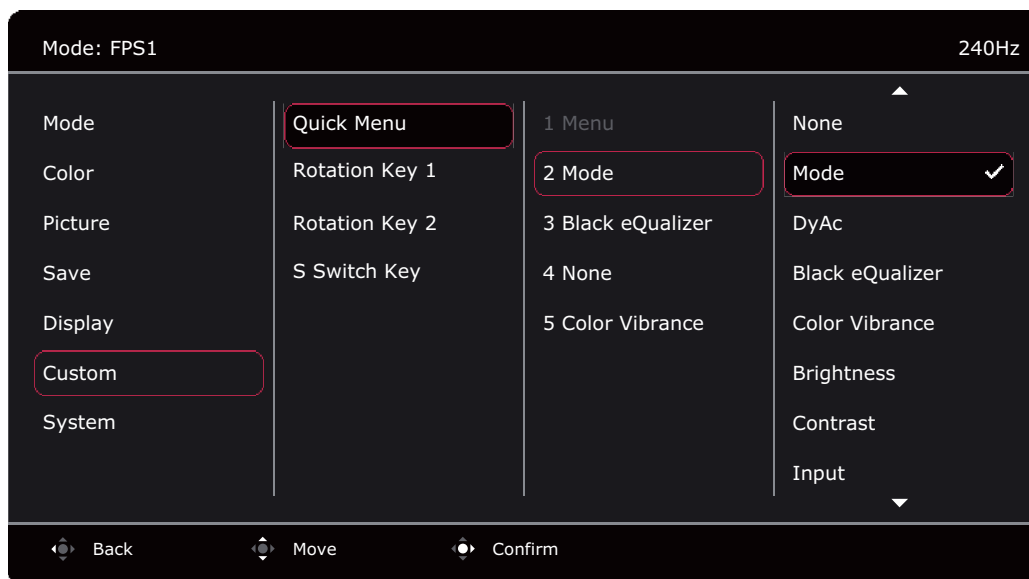 Mode: FPS1
240Hz
Mode
Color
Picture
Save
Display
Custom
System
Quick Menu
Rotation Key 1
Rotation Key 2
S Switch Key
1 Menu
2 Mode
3 Black eQualizer
4 None
5 Color Vibrance
None
Mode
DyAc
Black eQualizer
Color Vibrance
Brightness
Contrast
Input
Back
Move
Confirm